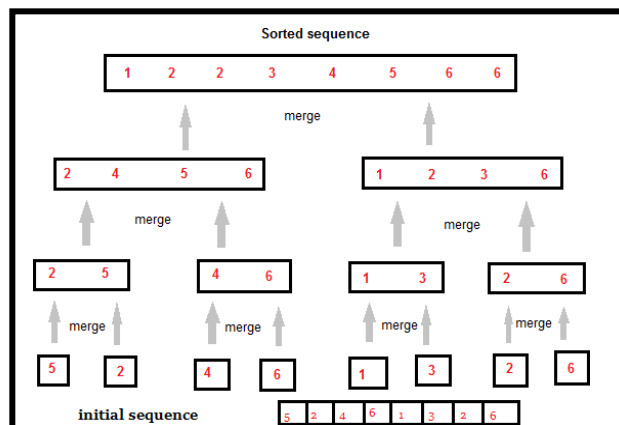 Sorted sequence
1 2 2 3 4 5 6 6
merge
2 4 5 6 1 2 3 6
merge merge
2 5 4 6 1 3 2 6
merge merge merge merge
5 2 4 6 1 3 2 6
initial sequence 5 2 4 6 1 3 2 6